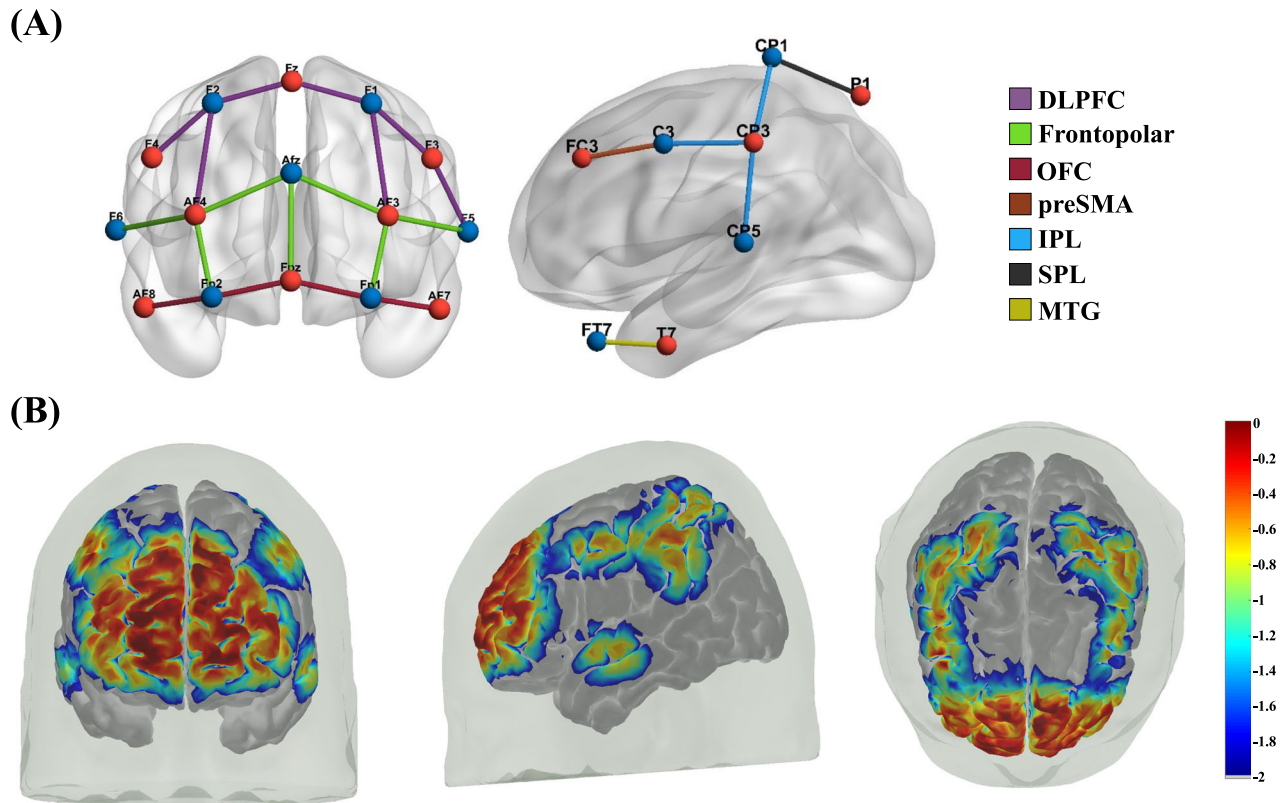 (A)
Fz
F2
F1
F4
F3
Afz
AF4
AF3
F6
F5
Fpz
Fp2
Fp1
AF8
AF7
CP1
P1
C3
CP3
FC3
CP5
FT7
T7
DLPFC
Frontopolar
OFC
preSMA
IPL
SPL
MTG
(B)
0
-0.2
-0.4
-0.6
-0.8
-1
-1.2
-1.4
-1.6
-1.8
-2